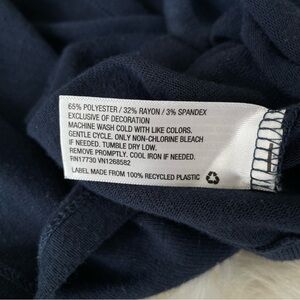 65% POLYESTER / 32% RAYON / 3% SPANDEX
EXCLUSIVE OF DECORATION
MACHINE WASH COLD WITH LIKE COLORS.
GENTLE CYCLE. ONLY NON-CHLORINE BLEACH
IF NEEDED. TUMBLE DRY LOW.
REMOVE PROMPTLY. COOL IRON IF NEEDED.
FIN17730 VN1268582
LABEL MADE FROM 100% RECYCLED PLASTIC